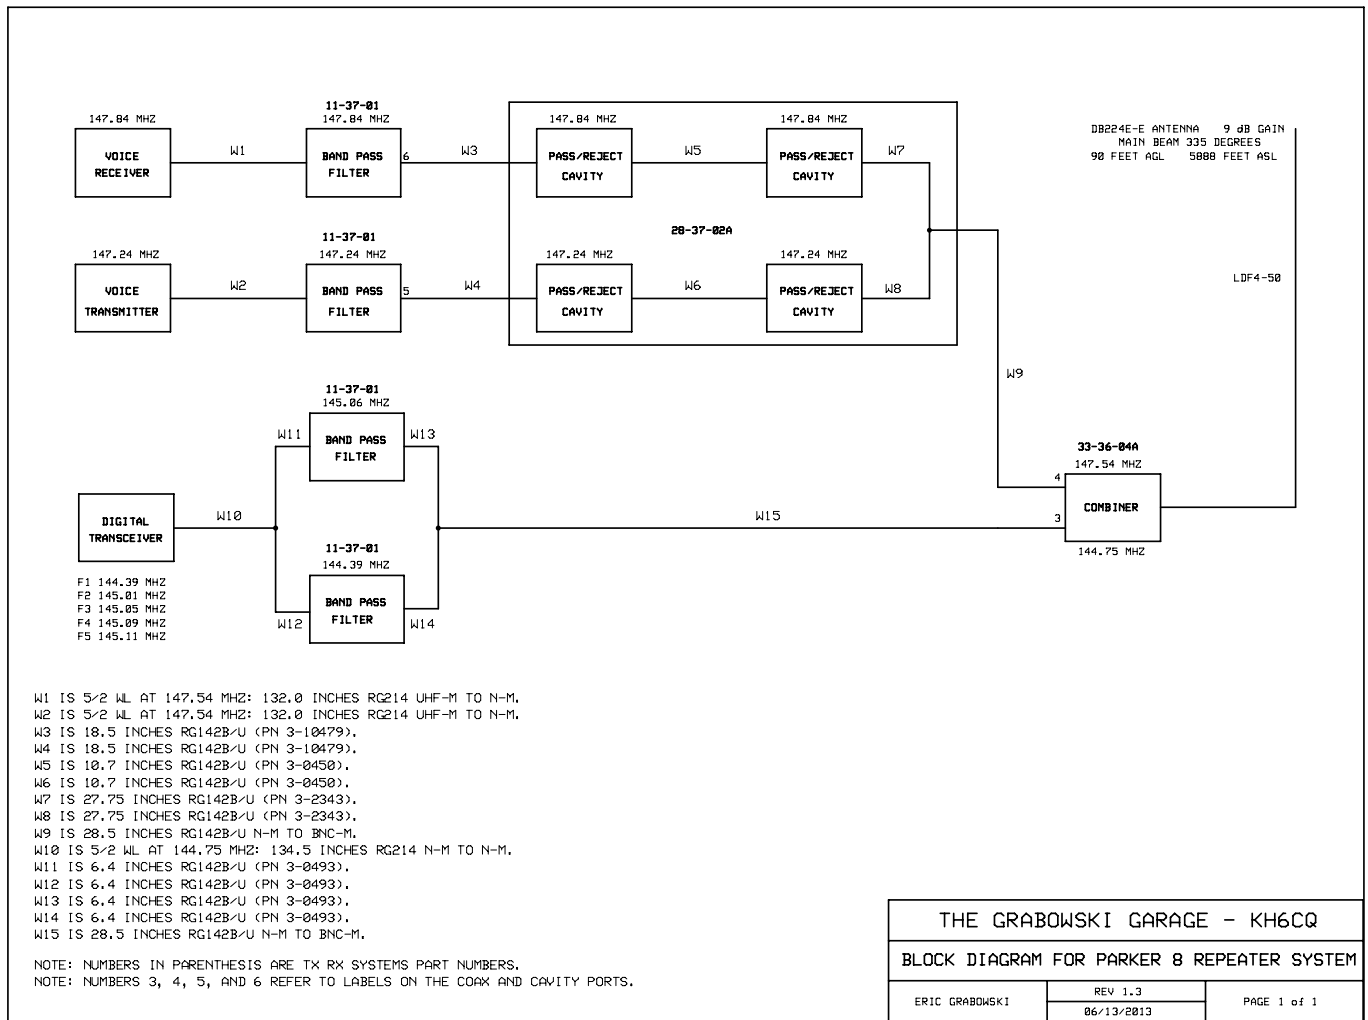 11-37-01
147.84 MHZ
147.84 MHZ
147.84 MHZ
147.84 MHZ
DB224E-E ANTENNA 9 dB GAIN
MAIN BEAM 335 DEGREES
90 FEET AGL 5888 FEET ASL
VOICE
RECEIVER
W1
BAND PASS
FILTER
6
W3
PASS/REJECT
CAVITY
W5
PASS/REJECT
CAVITY
W7
28-37-02A
11-37-01
147.24 MHZ
147.24 MHZ
147.24 MHZ
147.24 MHZ
VOICE
TRANSMITTER
W2
BAND PASS
FILTER
5
W4
PASS/REJECT
CAVITY
W6
PASS/REJECT
CAVITY
W8
LDF4-50
W9
11-37-01
145.06 MHZ
W11
BAND PASS
FILTER
W13
33-36-04A
147.54 MHZ
4
COMBINER
3
144.75 MHZ
DIGITAL
TRANSCEIVER
W10
W15
11-37-01
144.39 MHZ
W12
BAND PASS
FILTER
W14
F1 144.39 MHZ
F2 145.01 MHZ
F3 145.05 MHZ
F4 145.09 MHZ
F5 145.11 MHZ
W1 IS 5/2 WL AT 147.54 MHZ: 132.0 INCHES RG214 UHF-M TO N-M.
W2 IS 5/2 WL AT 147.54 MHZ: 132.0 INCHES RG214 UHF-M TO N-M.
W3 IS 18.5 INCHES RG142B/U (PN 3-10479).
W4 IS 18.5 INCHES RG142B/U (PN 3-10479).
W5 IS 10.7 INCHES RG142B/U (PN 3-0450).
W6 IS 10.7 INCHES RG142B/U (PN 3-0450).
W7 IS 27.75 INCHES RG142B/U (PN 3-2343).
W8 IS 27.75 INCHES RG142B/U (PN 3-2343).
W9 IS 28.5 INCHES RG142B/U N-M TO BNC-M.
W10 IS 5/2 WL AT 144.75 MHZ: 134.5 INCHES RG214 N-M TO N-M.
W11 IS 6.4 INCHES RG142B/U (PN 3-0493).
W12 IS 6.4 INCHES RG142B/U (PN 3-0493).
W13 IS 6.4 INCHES RG142B/U (PN 3-0493).
W14 IS 6.4 INCHES RG142B/U (PN 3-0493).
W15 IS 28.5 INCHES RG142B/U N-M TO BNC-M.
NOTE: NUMBERS IN PARENTHESIS ARE TX RX SYSTEMS PART NUMBERS.
NOTE: NUMBERS 3, 4, 5, AND 6 REFER TO LABELS ON THE COAX AND CAVITY PORTS.
THE GRABOWSKI GARAGE - KH6CQ
BLOCK DIAGRAM FOR PARKER 8 REPEATER SYSTEM
ERIC GRABOWSKI
REV 1.3
06/13/2013
PAGE 1 of 1